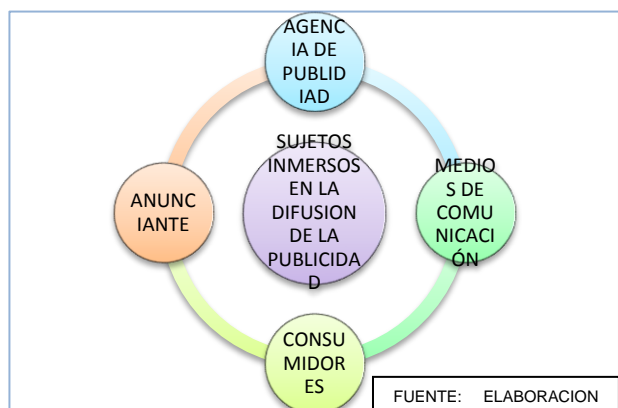 AGENC
IA DE
PUBLID
IAD
SUJETOS
INMERSOS
EN LA
DIFUSION
DE LA
PUBLICIDA
D
MEDIO
S DE
COMU
NICACI
ÓN
ANUNC
IANTE
CONSU
MIDOR
ES
FUENTE: ELABORACION